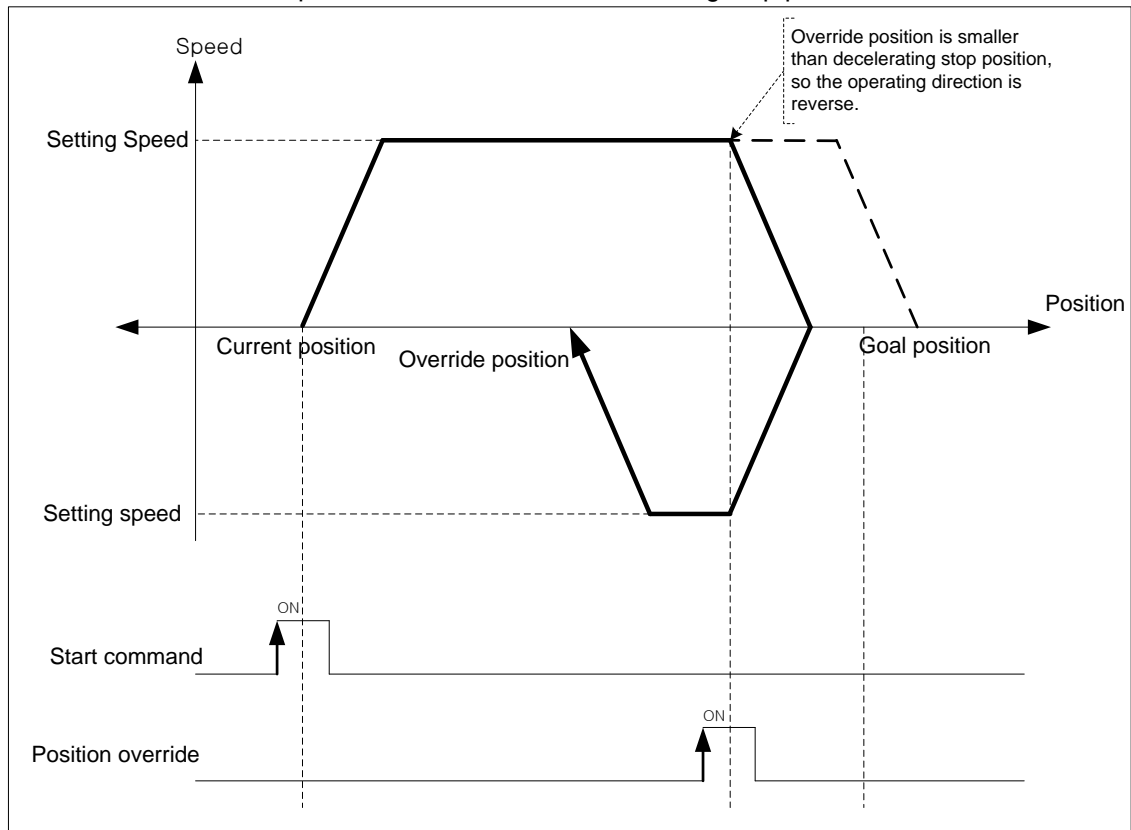 Speed
Override position is smaller
than decelerating stop position,
so the operating direction is
reverse.
Setting Speed
Position
Current position
Override position
Goal position
Setting speed
ON
Start command
ON
Position override